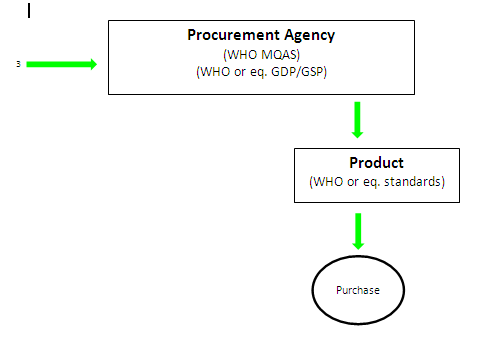 Procurement Agency
(WHO MQAS)
(WHO or eq. GDP/GSP)
3
Product
(WHO or eq. standards)
Purchase